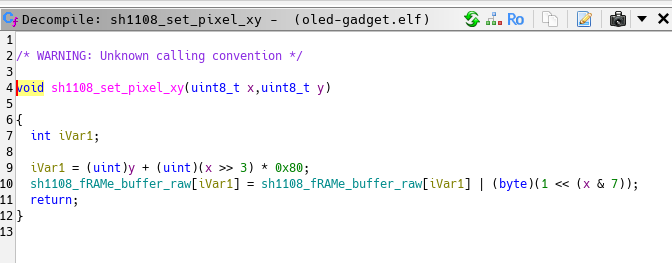 Decompile: sh1108_set_pixel_xy - (oled-gadget.elf)
Ro
1
2 /* WARNING: Unknown calling convention */
3
4 void sh1108_set_pixel_xy(uint8_t x,uint8_t y)
5
6 {
7   int iVar1;
8
9   iVar1 = (uint)y + (uint)(x >> 3) * 0x80;
10   sh1108_fRAMe_buffer_raw[iVar1] = sh1108_fRAMe_buffer_raw[iVar1] | (byte)(1 << (x & 7));
11   return;
12 }
13